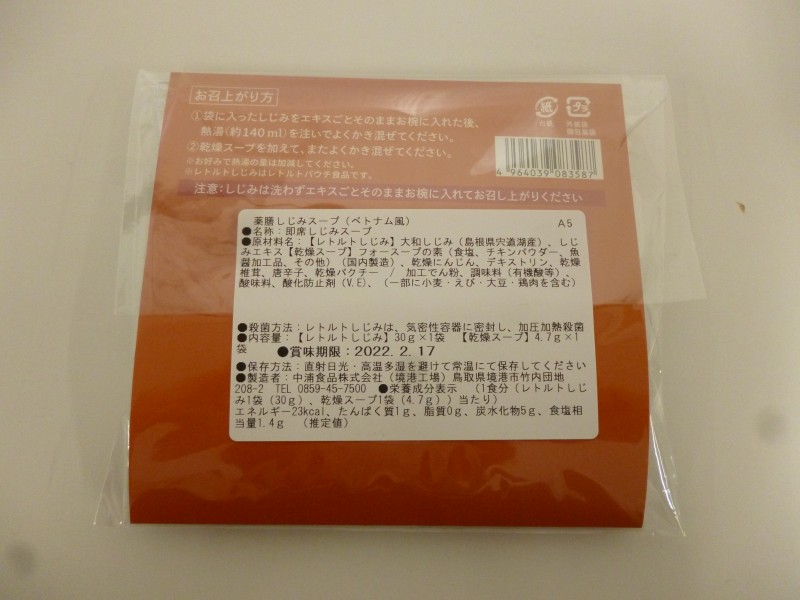 お召上がり方
①袋に入ったしじみをエキスごとそのままお椀に入れた後、
熱湯(約140ml)を注いでよくかき混ぜてください。
②乾燥スープを加えて、またよくかき混ぜてください。
※お好みで熱湯の量は加減してください。
※レトルトしじみはレトルトパウチ食品です。
紙
プラ
外装袋
個包装袋
4 964039 083587
注意:しじみは洗わずエキスごとそのままお椀に入れてお召し上がりください
薬膳しじみスープ(ベトナム風) A5
●名称:即席しじみスープ
●原材料名:【レトルトしじみ】大和しじみ(島根県宍道湖産)、しじ
みエキス【乾燥スープ】フォースープの素(食塩、チキンパウダー、魚
醤加工品、その他)(国内製造)、乾燥にんじん、デキストリン、乾燥
椎茸、唐辛子、乾燥パクチー / 加工でん粉、調味料(有機酸等)、
酸味料、酸化防止剤(V.E)、(一部に小麦・えび・大豆・鶏肉を含む)
●殺菌方法:レトルトしじみは、気密性容器に密封し、加圧加熱殺菌
●内容量:【レトルトしじみ】30g×1袋 【乾燥スープ】4.7g×1
袋 ●賞味期限:2022.2.17
●保存方法:直射日光・高温多湿を避けて常温にて保存してください
●製造者:中浦食品株式会社(境港工場)鳥取県境港市竹内団地
208-2 TEL 0859-45-7500 ●栄養成分表示 (1食分(レトルトしじ
み1袋(30g)、乾燥スープ1袋(4.7g))当たり)
エネルギー23kcal、たんぱく質1g、脂質0g、炭水化物5g、食塩相
当量1.4g (推定値)